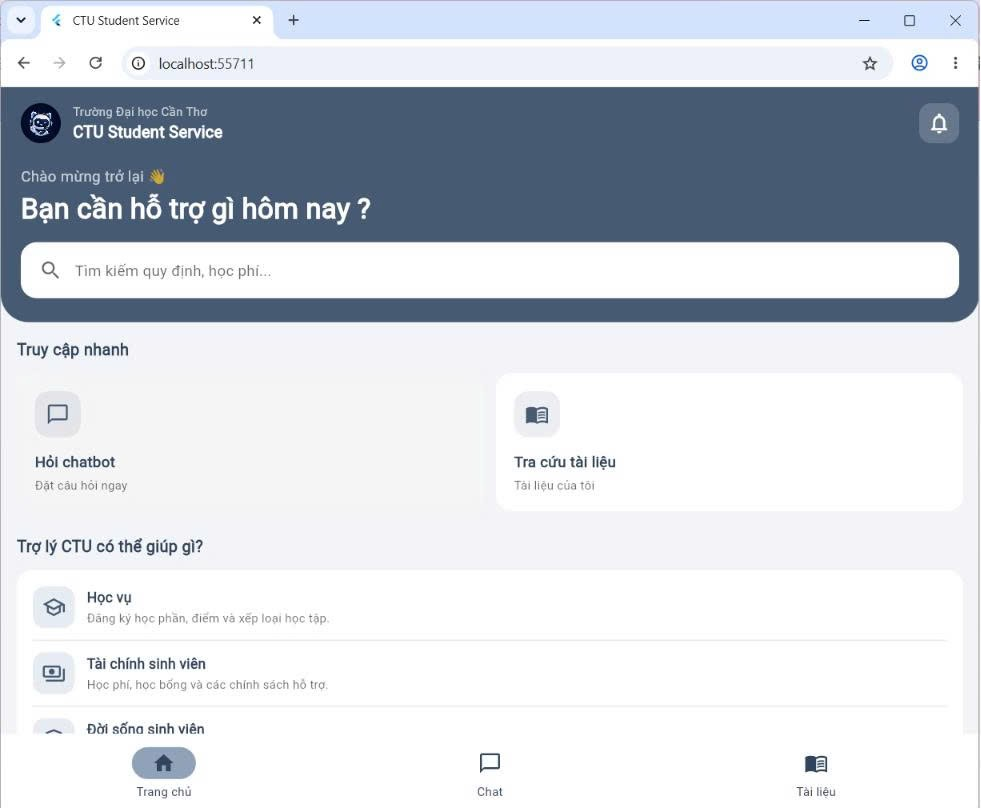 CTU Student Service
localhost:55711
Trường Đại học Cần Thơ
CTU Student Service
Chào mừng trở lại 👋
Bạn cần hỗ trợ gì hôm nay ?
Tìm kiếm quy định, học phí...
Truy cập nhanh
Hỏi chatbot
Đặt câu hỏi ngay
Tra cứu tài liệu
Tài liệu của tôi
Trợ lý CTU có thể giúp gì?
Học vụ
Đăng ký học phần, điểm và xếp loại học tập.
Tài chính sinh viên
Học phí, học bổng và các chính sách hỗ trợ.
Đời sống sinh viên
Trang chủ
Chat
Tài liệu